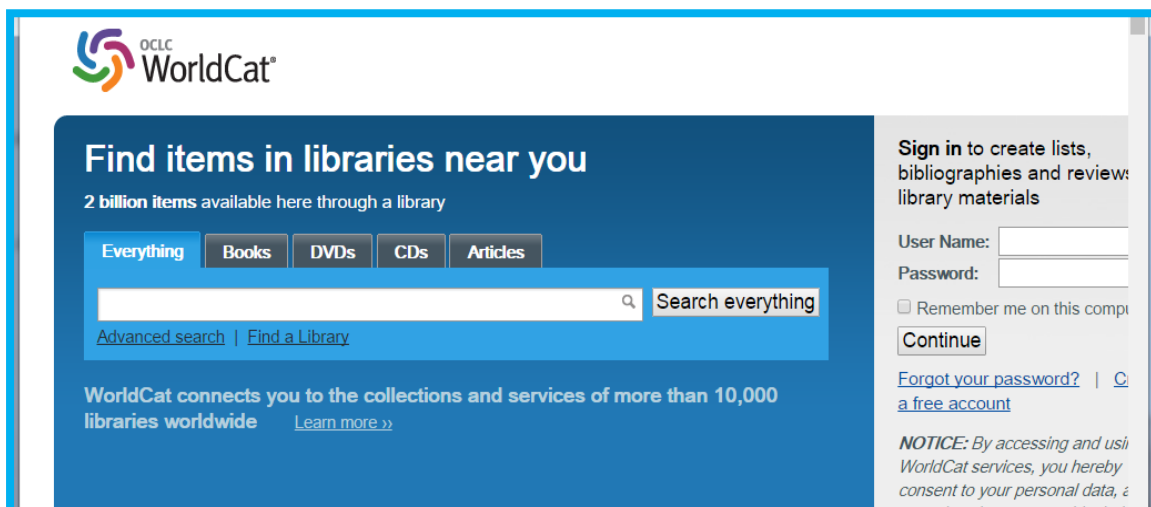 OCLC
WorldCat®
Find items in libraries near you
2 billion items available here through a library
Everything
Books
DVDs
CDs
Articles
Search everything
Advanced search | Find a Library
WorldCat connects you to the collections and services of more than 10,000
libraries worldwide Learn more ››
Sign in to create lists,
bibliographies and reviews
library materials
User Name:
Password:
Remember me on this
Continue
Forgot your password? |
a free account
NOTICE: By accessing and
WorldCat services, you hereby
consent to your personal data,